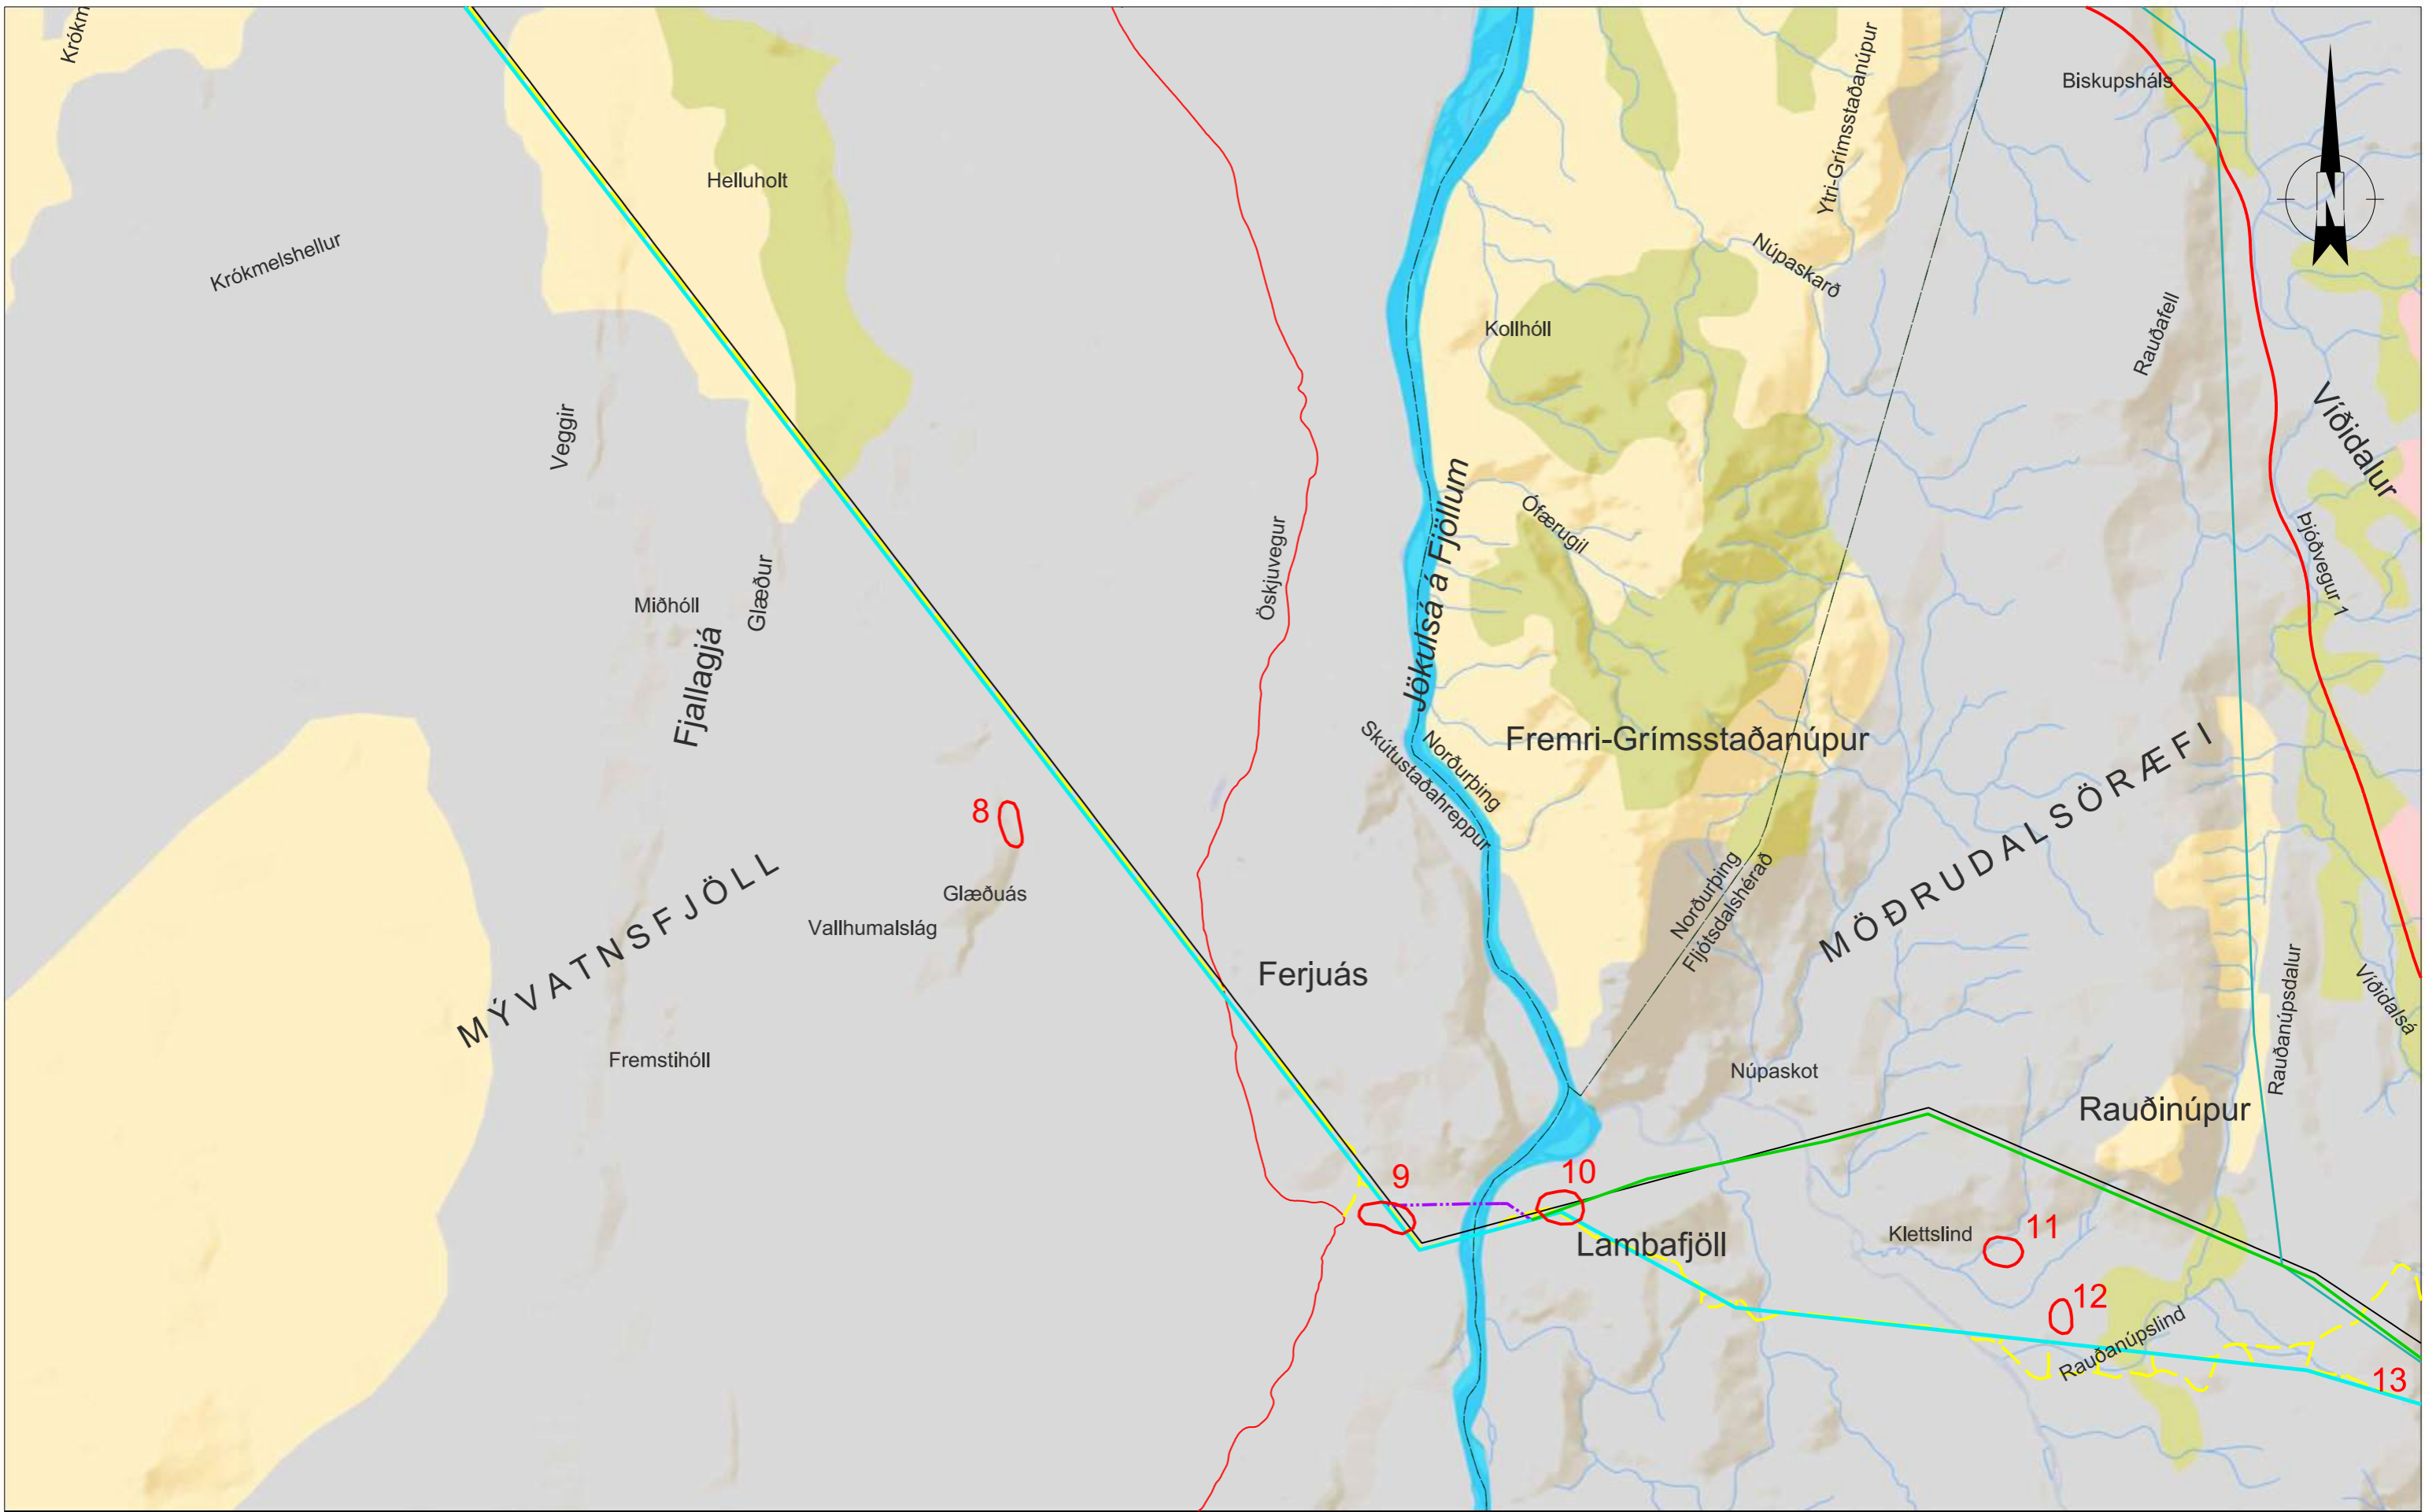 Krókm
Biskupsháls
Ytri-Grímsstaðanúpur
Helluholt
Krókmelshellur
Núpaskarð
Kollhóll
Rauðafell
Víðidalur
Veggir
Öskjuvegur
Jökulsá á Fjöllum
Ófærugil
Þjóðvegur 1
Miðhóll
Glæður
Fjallagjá
Fremri-Grímsstaðanúpur
Norðurþing
Skútustaðahreppur
MÖÐRUDALSÖRÆFI
8
Glæðuás
Vallhumalslág
MÝVATNSFJÖLL
Norðurþing
Fljótsdalshérað
Ferjuás
Rauðanúpsdalur
Víðidalsá
Fremstihóll
Núpaskot
Rauðinúpur
9
10
Lambafjöll
Klettslind
11
12
Rauðanúpslind
13
N